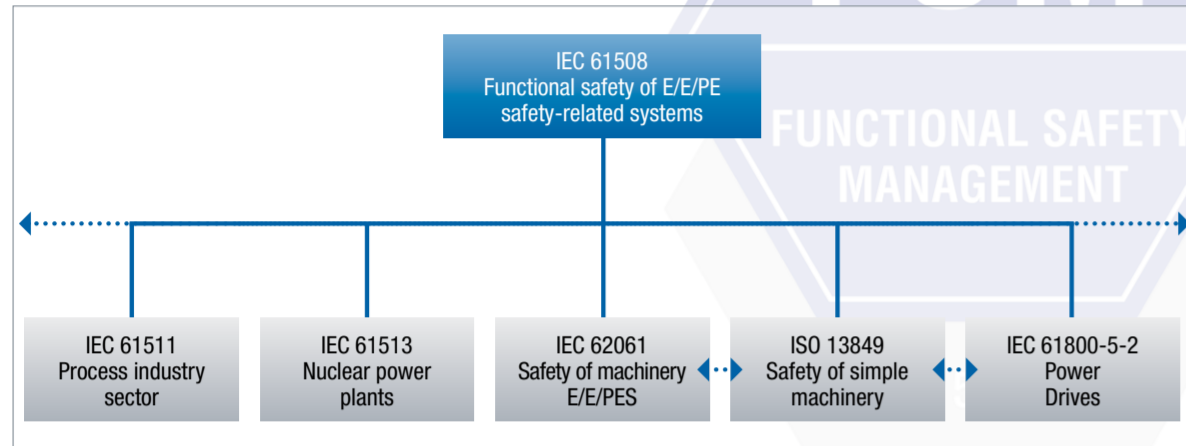 IEC 61508
Functional safety of E/E/PE
safety-related systems
FUNCTIONAL SAFETY
MANAGEMENT
IEC 61511
Process industry
sector
IEC 61513
Nuclear power
plants
IEC 62061
Safety of machinery
E/E/PES
ISO 13849
Safety of simple
machinery
IEC 61800-5-2
Power
Drives